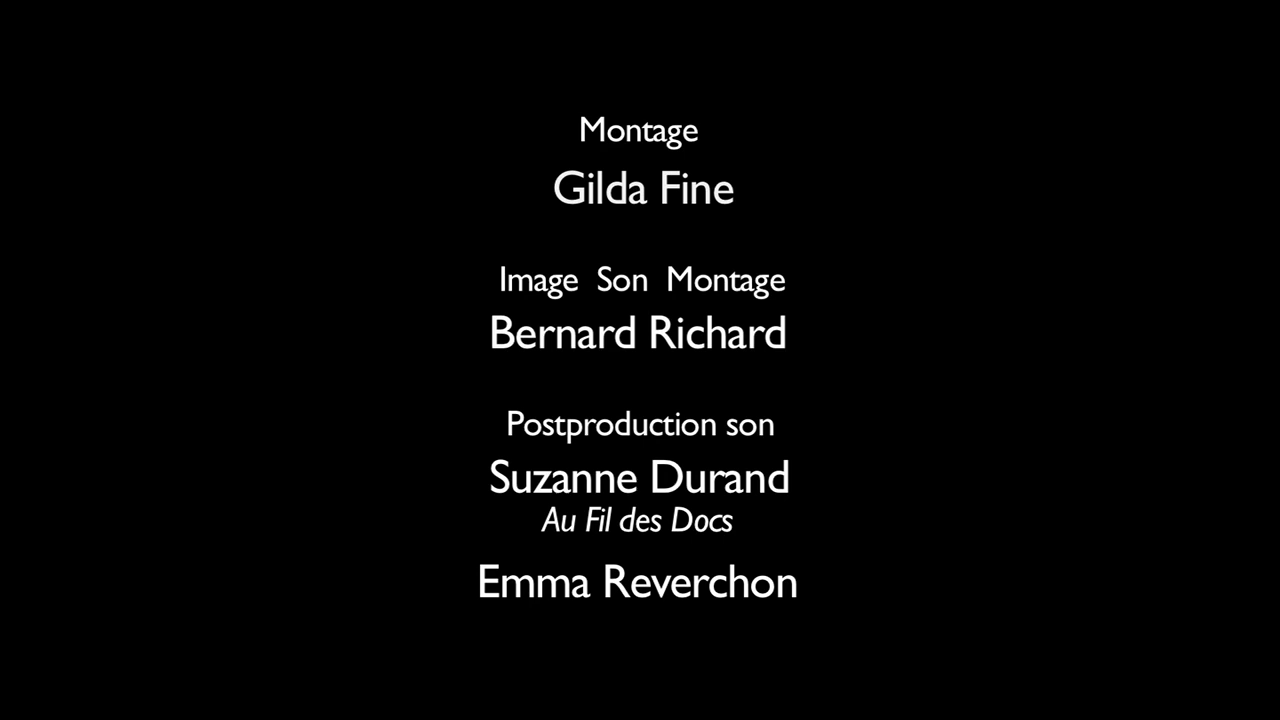 Montage
Gilda Fine
Image Son Montage
Bernard Richard
Postproduction son
Suzanne Durand
Au Fil des Docs
Emma Reverchon